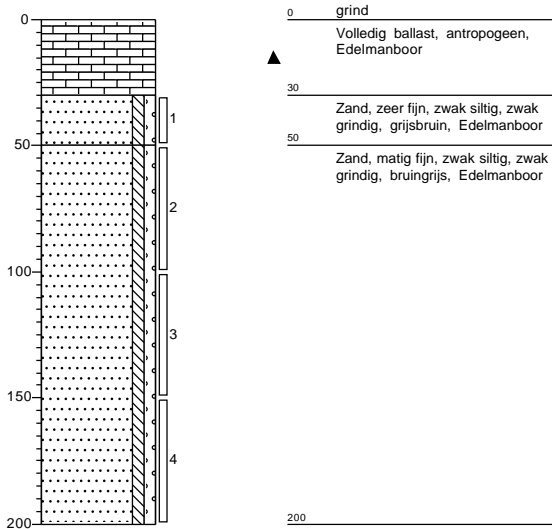 0
50
100
150
200
1
2
3
4
0 grind
Volledig ballast, antropogeen,
Edelmanboor
30
Zand, zeer fijn, zwak siltig, zwak
grindig, grijsbruin, Edelmanboor
50
Zand, matig fijn, zwak siltig, zwak
grindig, bruingrijs, Edelmanboor
200